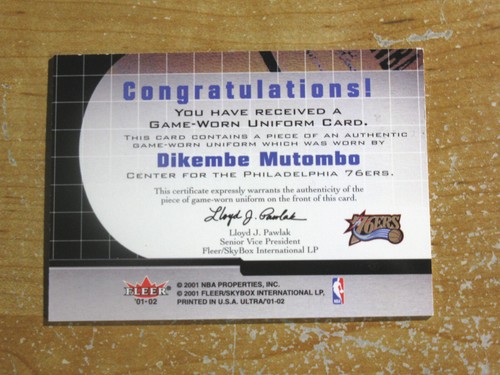 Congratulations!
YOU HAVE RECEIVED A
GAME-WORN UNIFORM CARD.
THIS CARD CONTAINS A PIECE OF AN AUTHENTIC
GAME-WORN UNIFORM WHICH WAS WORN BY
Dikembe Mutombo
CENTER FOR THE PHILADELPHIA 76ERS.
This certificate expressly warrants the authenticity of the
piece of game-worn uniform on the front of this card.
Lloyd J. Pawlak
Lloyd J. Pawlak
Senior Vice President
Fleer/SkyBox International LP
76ERS
FLEER
'01-02
© 2001 NBA PROPERTIES, INC.
© 2001 FLEER/SKYBOX INTERNATIONAL LP,
PRINTED IN U.S.A. ULTRA/01-02